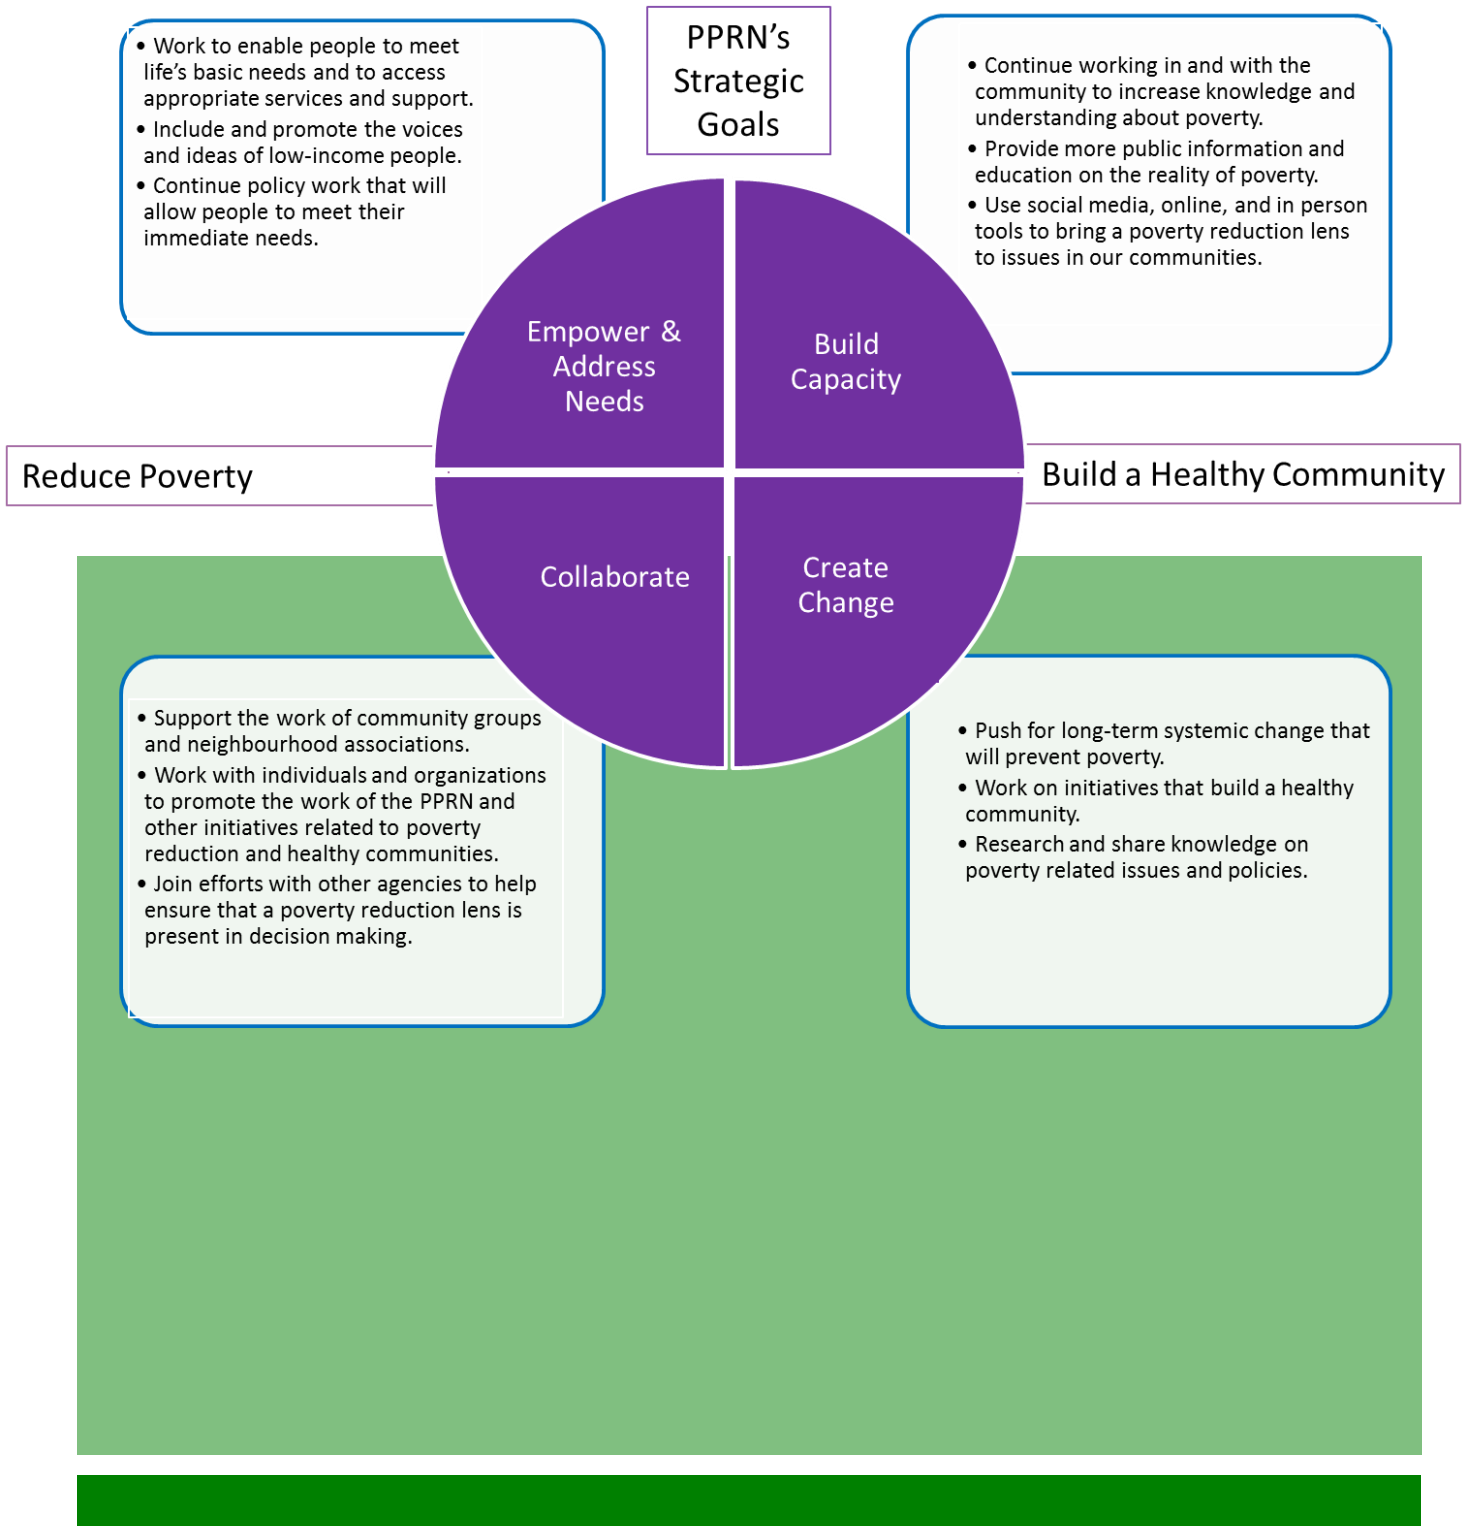 PPRN’s
Strategic
Goals
• Work to enable people to meet
life’s basic needs and to access
appropriate services and support.
• Include and promote the voices
and ideas of low-income people.
• Continue policy work that will
allow people to meet their
immediate needs.
• Continue working in and with the
community to increase knowledge and
understanding about poverty.
• Provide more public information and
education on the reality of poverty.
• Use social media, online, and in person
tools to bring a poverty reduction lens
to issues in our communities.
Empower &
Address
Needs
Build
Capacity
Reduce Poverty
Build a Healthy Community
Collaborate
Create
Change
• Support the work of community groups
and neighbourhood associations.
• Work with individuals and organizations
to promote the work of the PPRN and
other initiatives related to poverty
reduction and healthy communities.
• Join efforts with other agencies to help
ensure that a poverty reduction lens is
present in decision making.
• Push for long-term systemic change that
will prevent poverty.
• Work on initiatives that build a healthy
community.
• Research and share knowledge on
poverty related issues and policies.